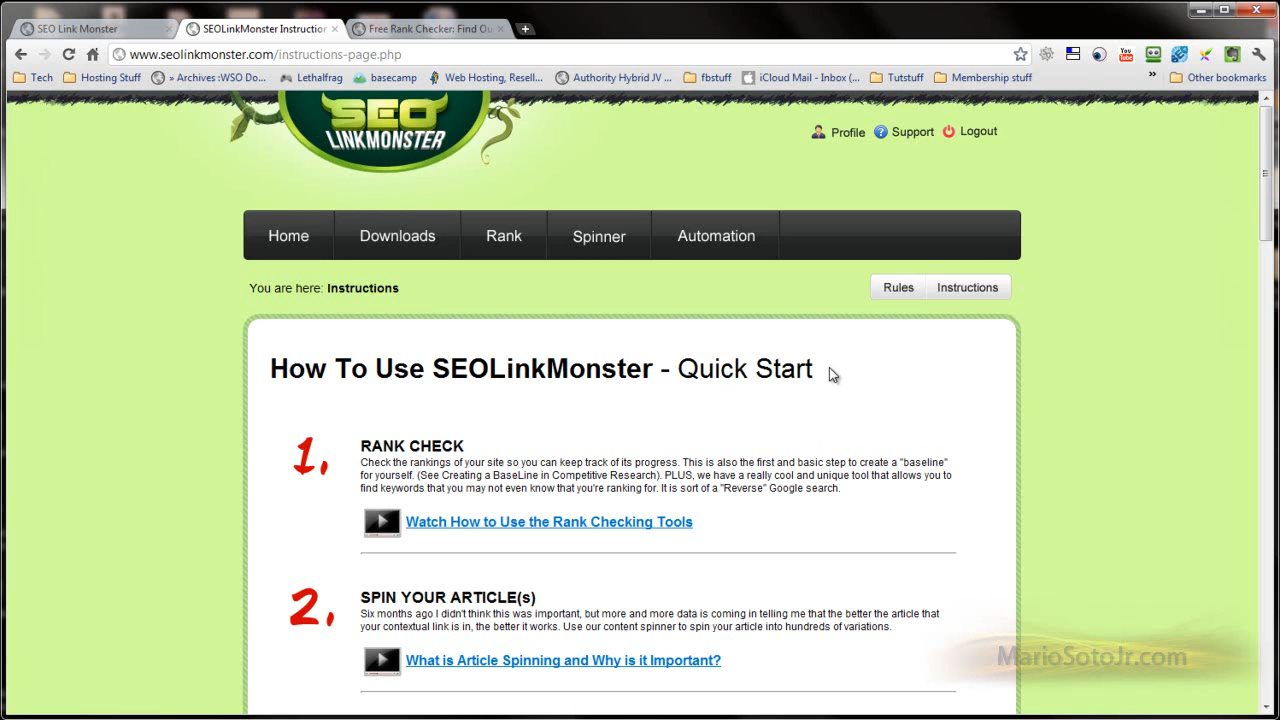 SEO Link Monster
SEOLinkMonster Instruction
Free Rank Checker: Find Ou
www.seolinkmonster.com/instructions-page.php
Tech
Hosting Stuff
» Archives :WSO Do...
Lethalfrag
basecamp
Web Hosting, Resell...
Authority Hybrid JV ...
fbstuff
iCloud Mail - Inbox (...
Tutstuff
Membership stuff
Other bookmarks
SEO
LINKMONSTER
Profile
Support
Logout
Home
Downloads
Rank
Spinner
Automation
You are here: Instructions
Rules
Instructions
How To Use SEOLinkMonster - Quick Start
1.
RANK CHECK
Check the rankings of your site so you can keep track of its progress. This is also the first and basic step to create a "baseline"
for yourself. (See Creating a BaseLine in Competitive Research). PLUS, we have a really cool and unique tool that allows you to
find keywords that you may not even know that you're ranking for. It is sort of a "Reverse" Google search.
Watch How to Use the Rank Checking Tools
2.
SPIN YOUR ARTICLE(s)
Six months ago I didn't think this was important, but more and more data is coming in telling me that the better the article that
your contextual link is in, the better it works. Use our content spinner to spin your article into hundreds of variations.
What is Article Spinning and Why is it Important?
MarioSotoJr.com